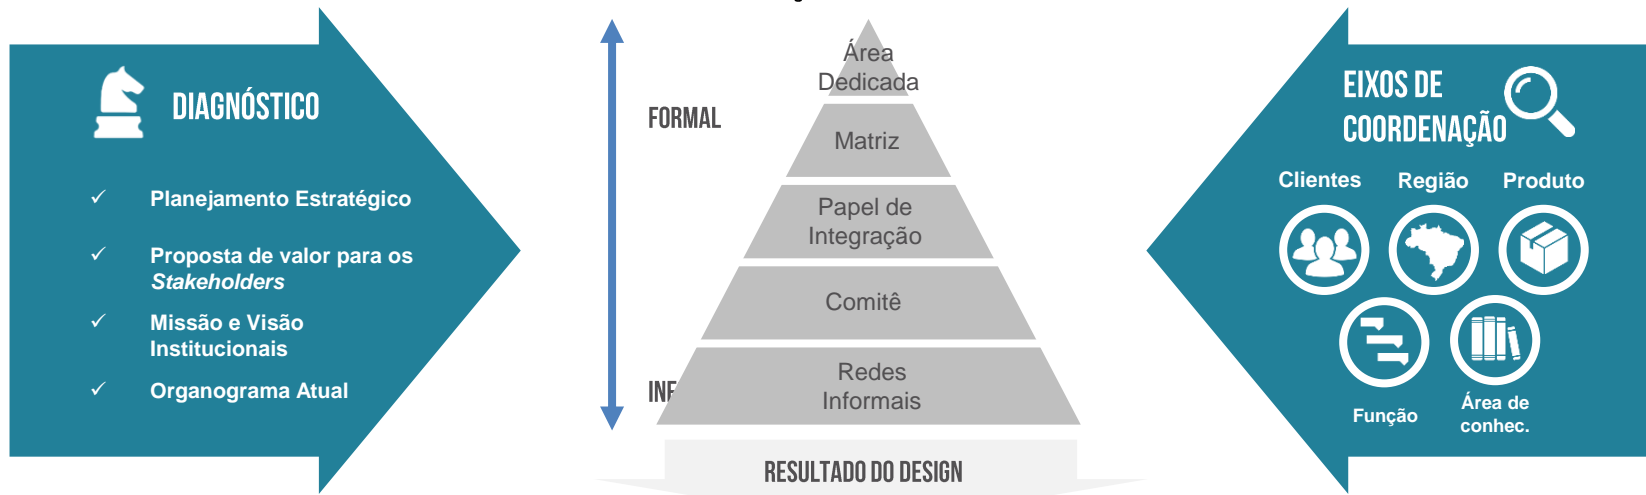 DIAGNÓSTICO
Planejamento Estratégico
Proposta de valor para os
Stakeholders
Missão e Visão
Institucionais
Organograma Atual
FORMAL
Área
Dedicada
Matriz
Papel de
Integração
Comitê
Redes
Informais
RESULTADO DO DESIGN
EIXOS DE
COORDENAÇÃO
Clientes Região Produto
Função
Área de
conhec.